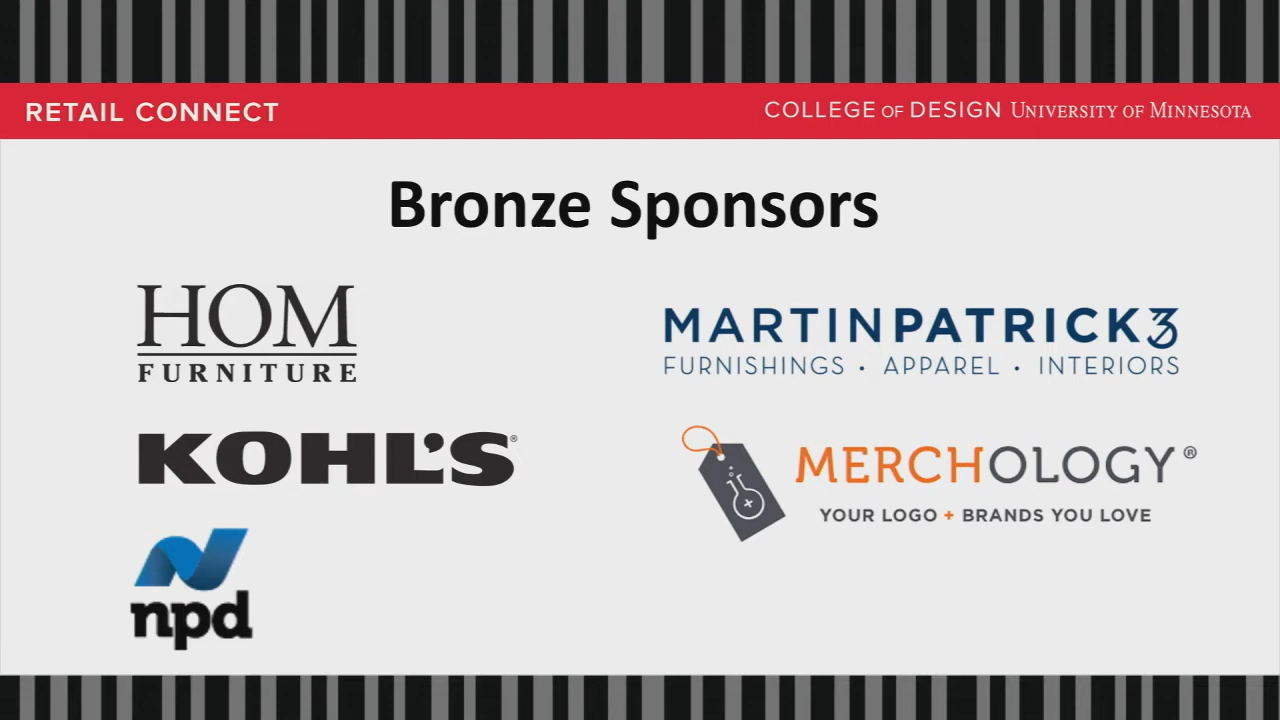 RETAIL CONNECT
COLLEGE OF DESIGN UNIVERSITY OF MINNESOTA
Bronze Sponsors
HOM
FURNITURE
MARTINPATRICK3
FURNISHINGS · APPAREL · INTERIORS
KOHL'S®
MERCHOLOGY®
YOUR LOGO + BRANDS YOU LOVE
npd